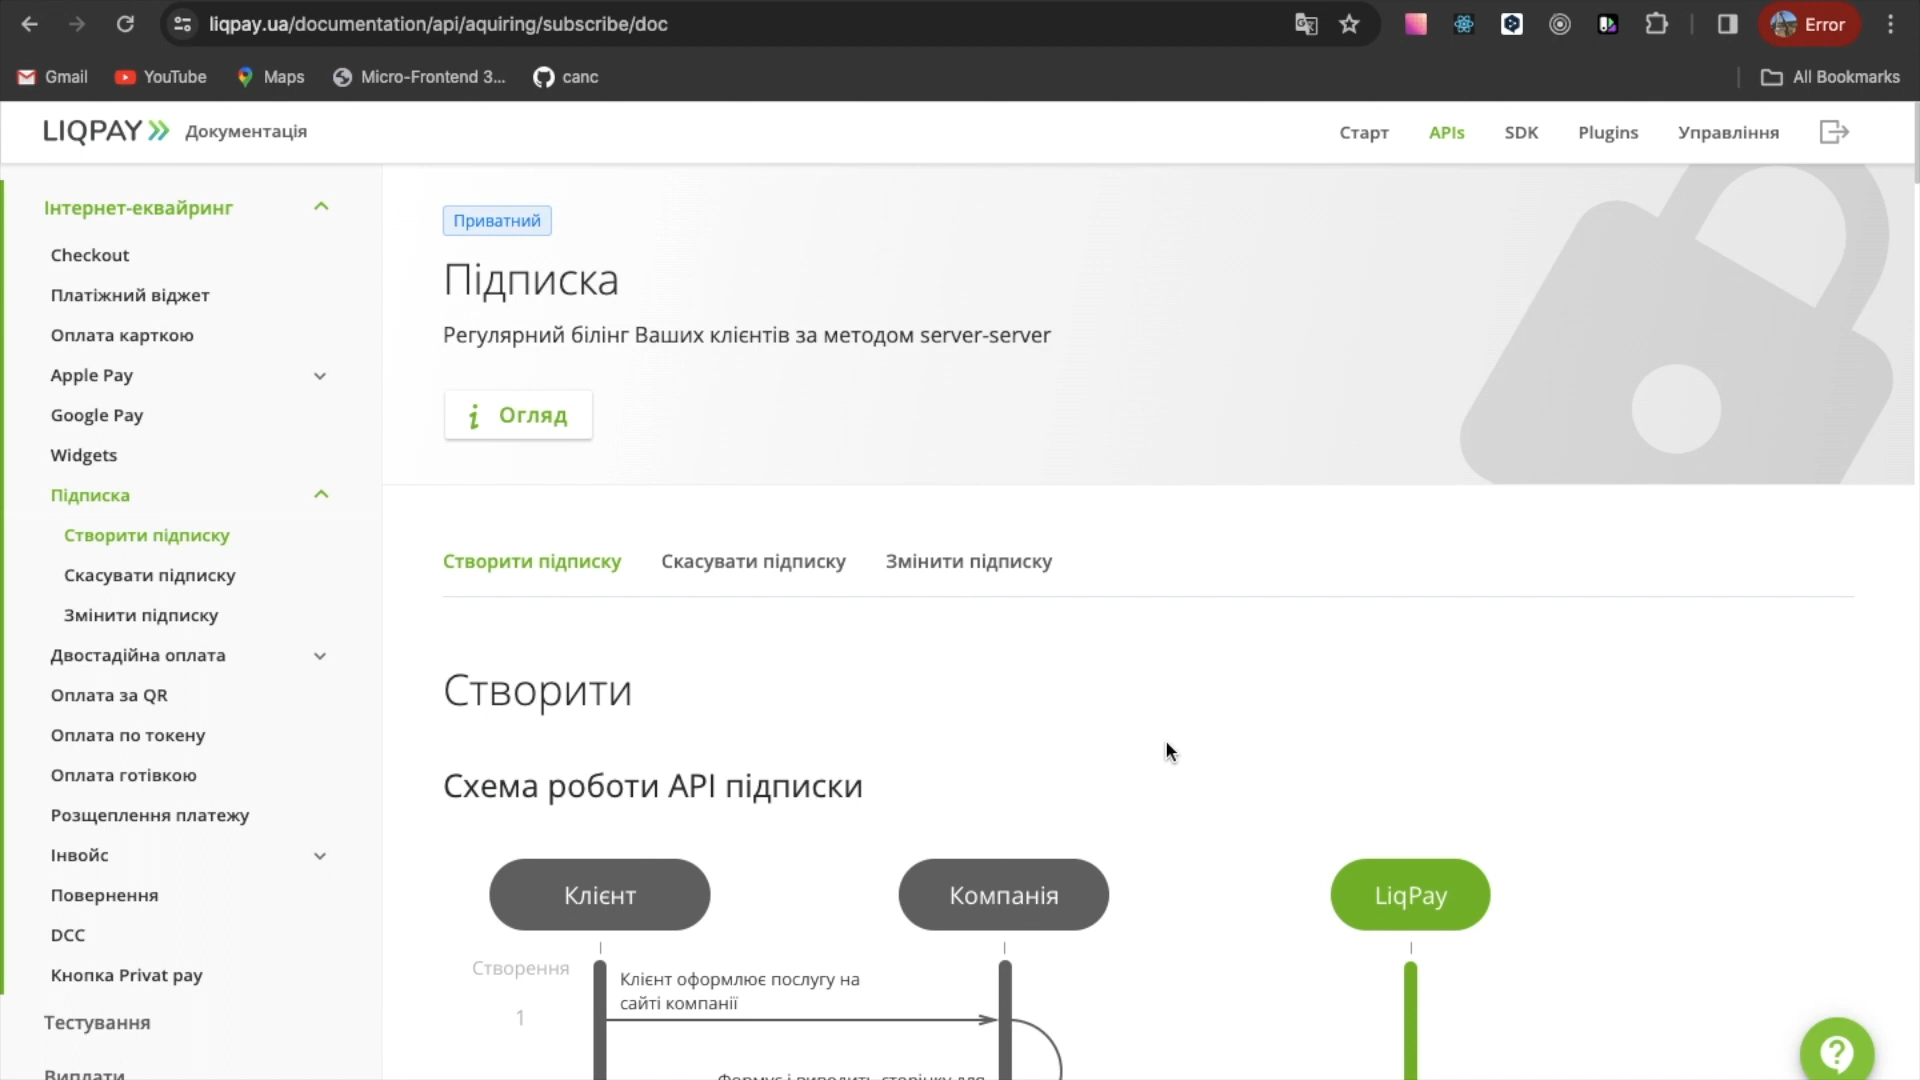 liqpay.ua/documentation/api/aquiring/subscribe/doc
Error
Gmail
YouTube
Maps
Micro-Frontend 3...
canc
All Bookmarks
LIQPAY
Документація
Старт
APIs
SDK
Plugins
Управління
Інтернет-еквайринг
Checkout
Платіжний віджет
Оплата карткою
Apple Pay
Google Pay
Widgets
Підписка
Створити підписку
Скасувати підписку
Змінити підписку
Двостадійна оплата
Оплата за QR
Оплата по токену
Оплата готівкою
Розщеплення платежу
Інвойс
Повернення
DCC
Кнопка Privat pay
Тестування
Виплати
Приватний
Підписка
Регулярний білінг Ваших клієнтів за методом server-server
i Огляд
Створити підписку
Скасувати підписку
Змінити підписку
Створити
Схема роботи API підписки
Клієнт
Компанія
LiqPay
Створення
1
Клієнт оформлює послугу на
сайті компанії
Формує і виводить сторінку для